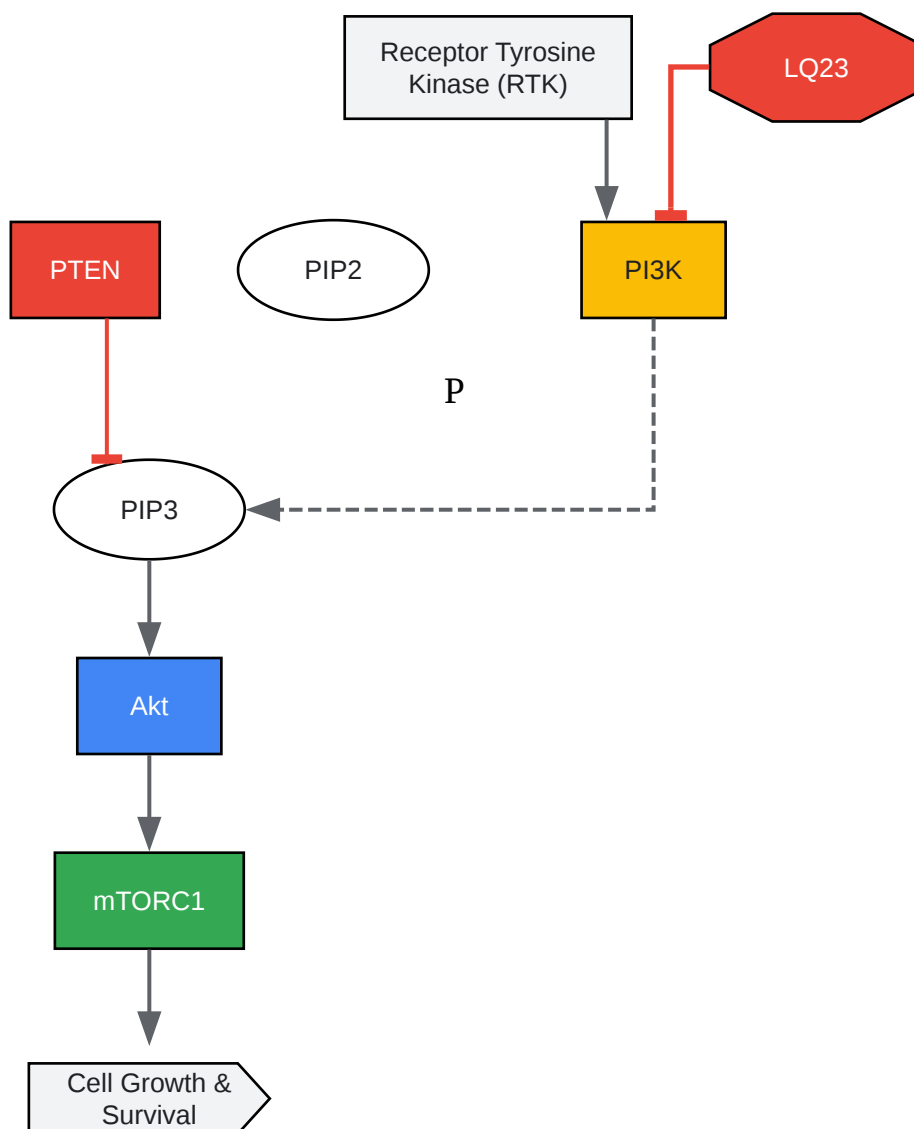 Receptor Tyrosine
Kinase (RTK)
LQ23
PTEN
PIP2
PI3K
P
PIP3
Akt
mTORC1
Cell Growth &
Survival